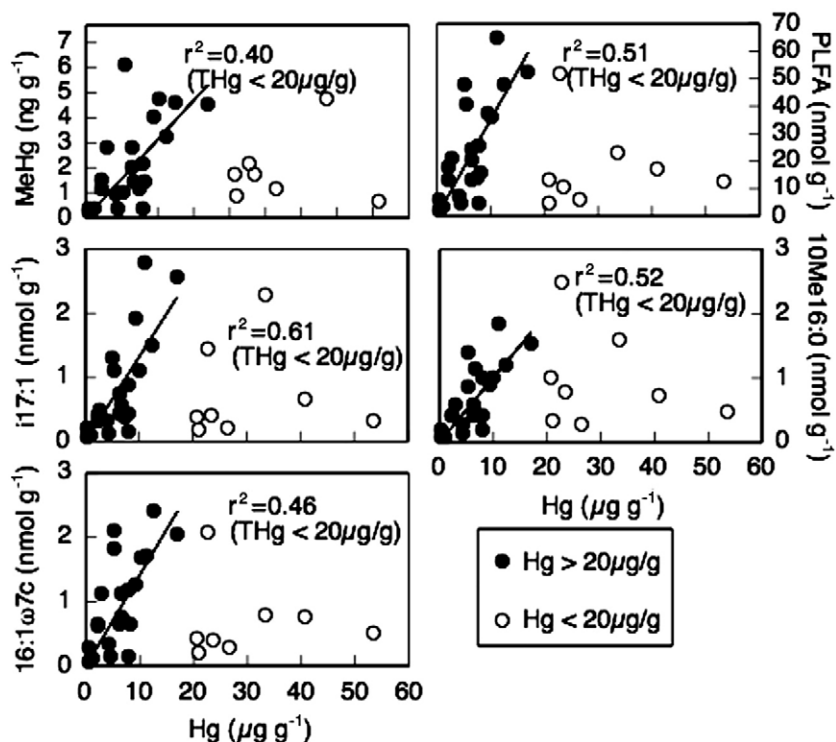 7
6
5
4
3
2
1
0
MeHg (ng g⁻¹)
r²=0.40
(THg < 20µg/g)
r²=0.51
(THg < 20µg/g)
70
60
50
40
30
20
10
0
PLFA (nmol g⁻¹)
3
2
1
0
i17:1 (nmol g⁻¹)
r²=0.61
(THg < 20µg/g)
r²=0.52
(THg < 20µg/g)
3
2
1
0
10Me16:0 (nmol g⁻¹)
0 10 20 30 40 50 60
Hg (µg g⁻¹)
3
2
1
0
16:1ω7c (nmol g⁻¹)
r²=0.46
(THg < 20µg/g)
0 10 20 30 40 50 60
Hg (µg g⁻¹)
Hg > 20µg/g
Hg < 20µg/g